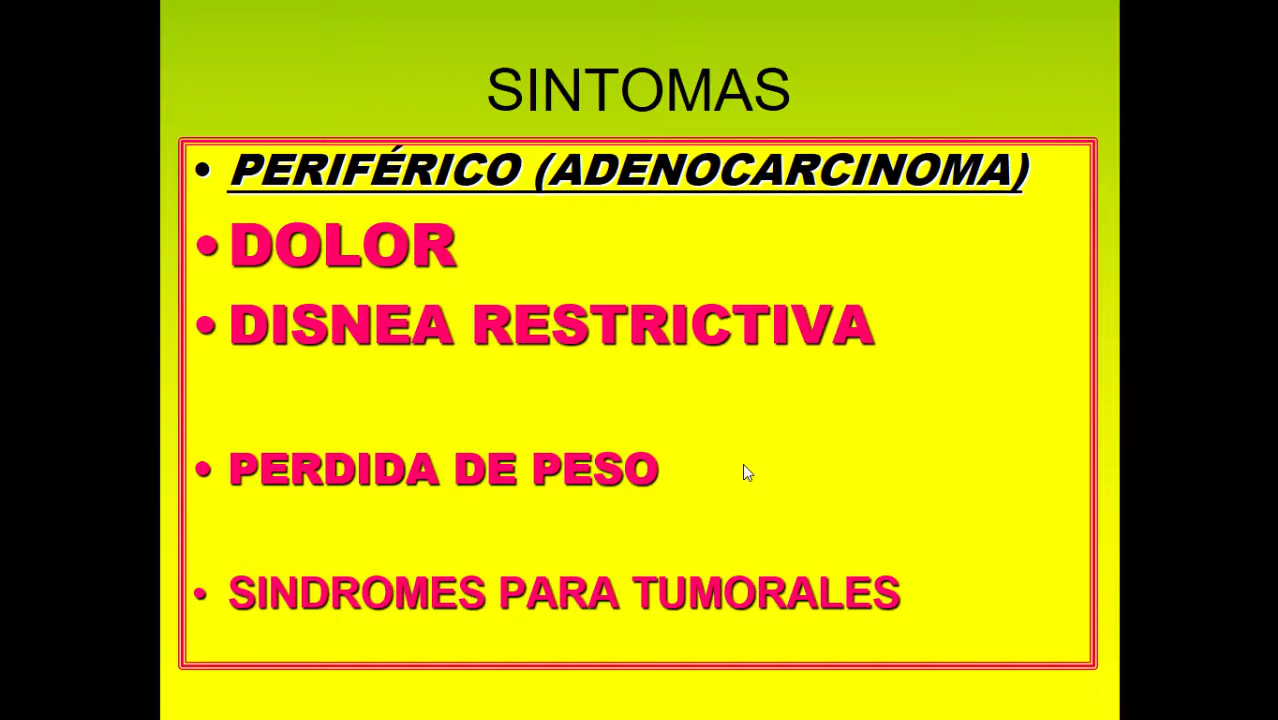 SINTOMAS
• PERIFÉRICO (ADENOCARCINOMA)
• DOLOR
• DISNEA RESTRICTIVA
• PERDIDA DE PESO
• SINDROMES PARA TUMORALES